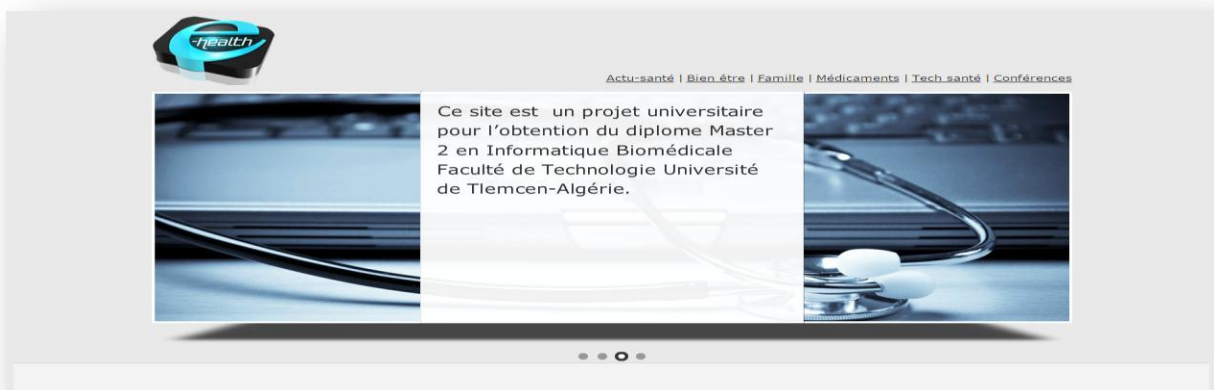 e-health
Actu-santé | Bien être | Famille | Médicaments | Tech santé | Conférences
Ce site est un projet universitaire
pour l'obtention du diplome Master
2 en Informatique Biomédicale
Faculté de Technologie Université
de Tlemcen-Algérie.